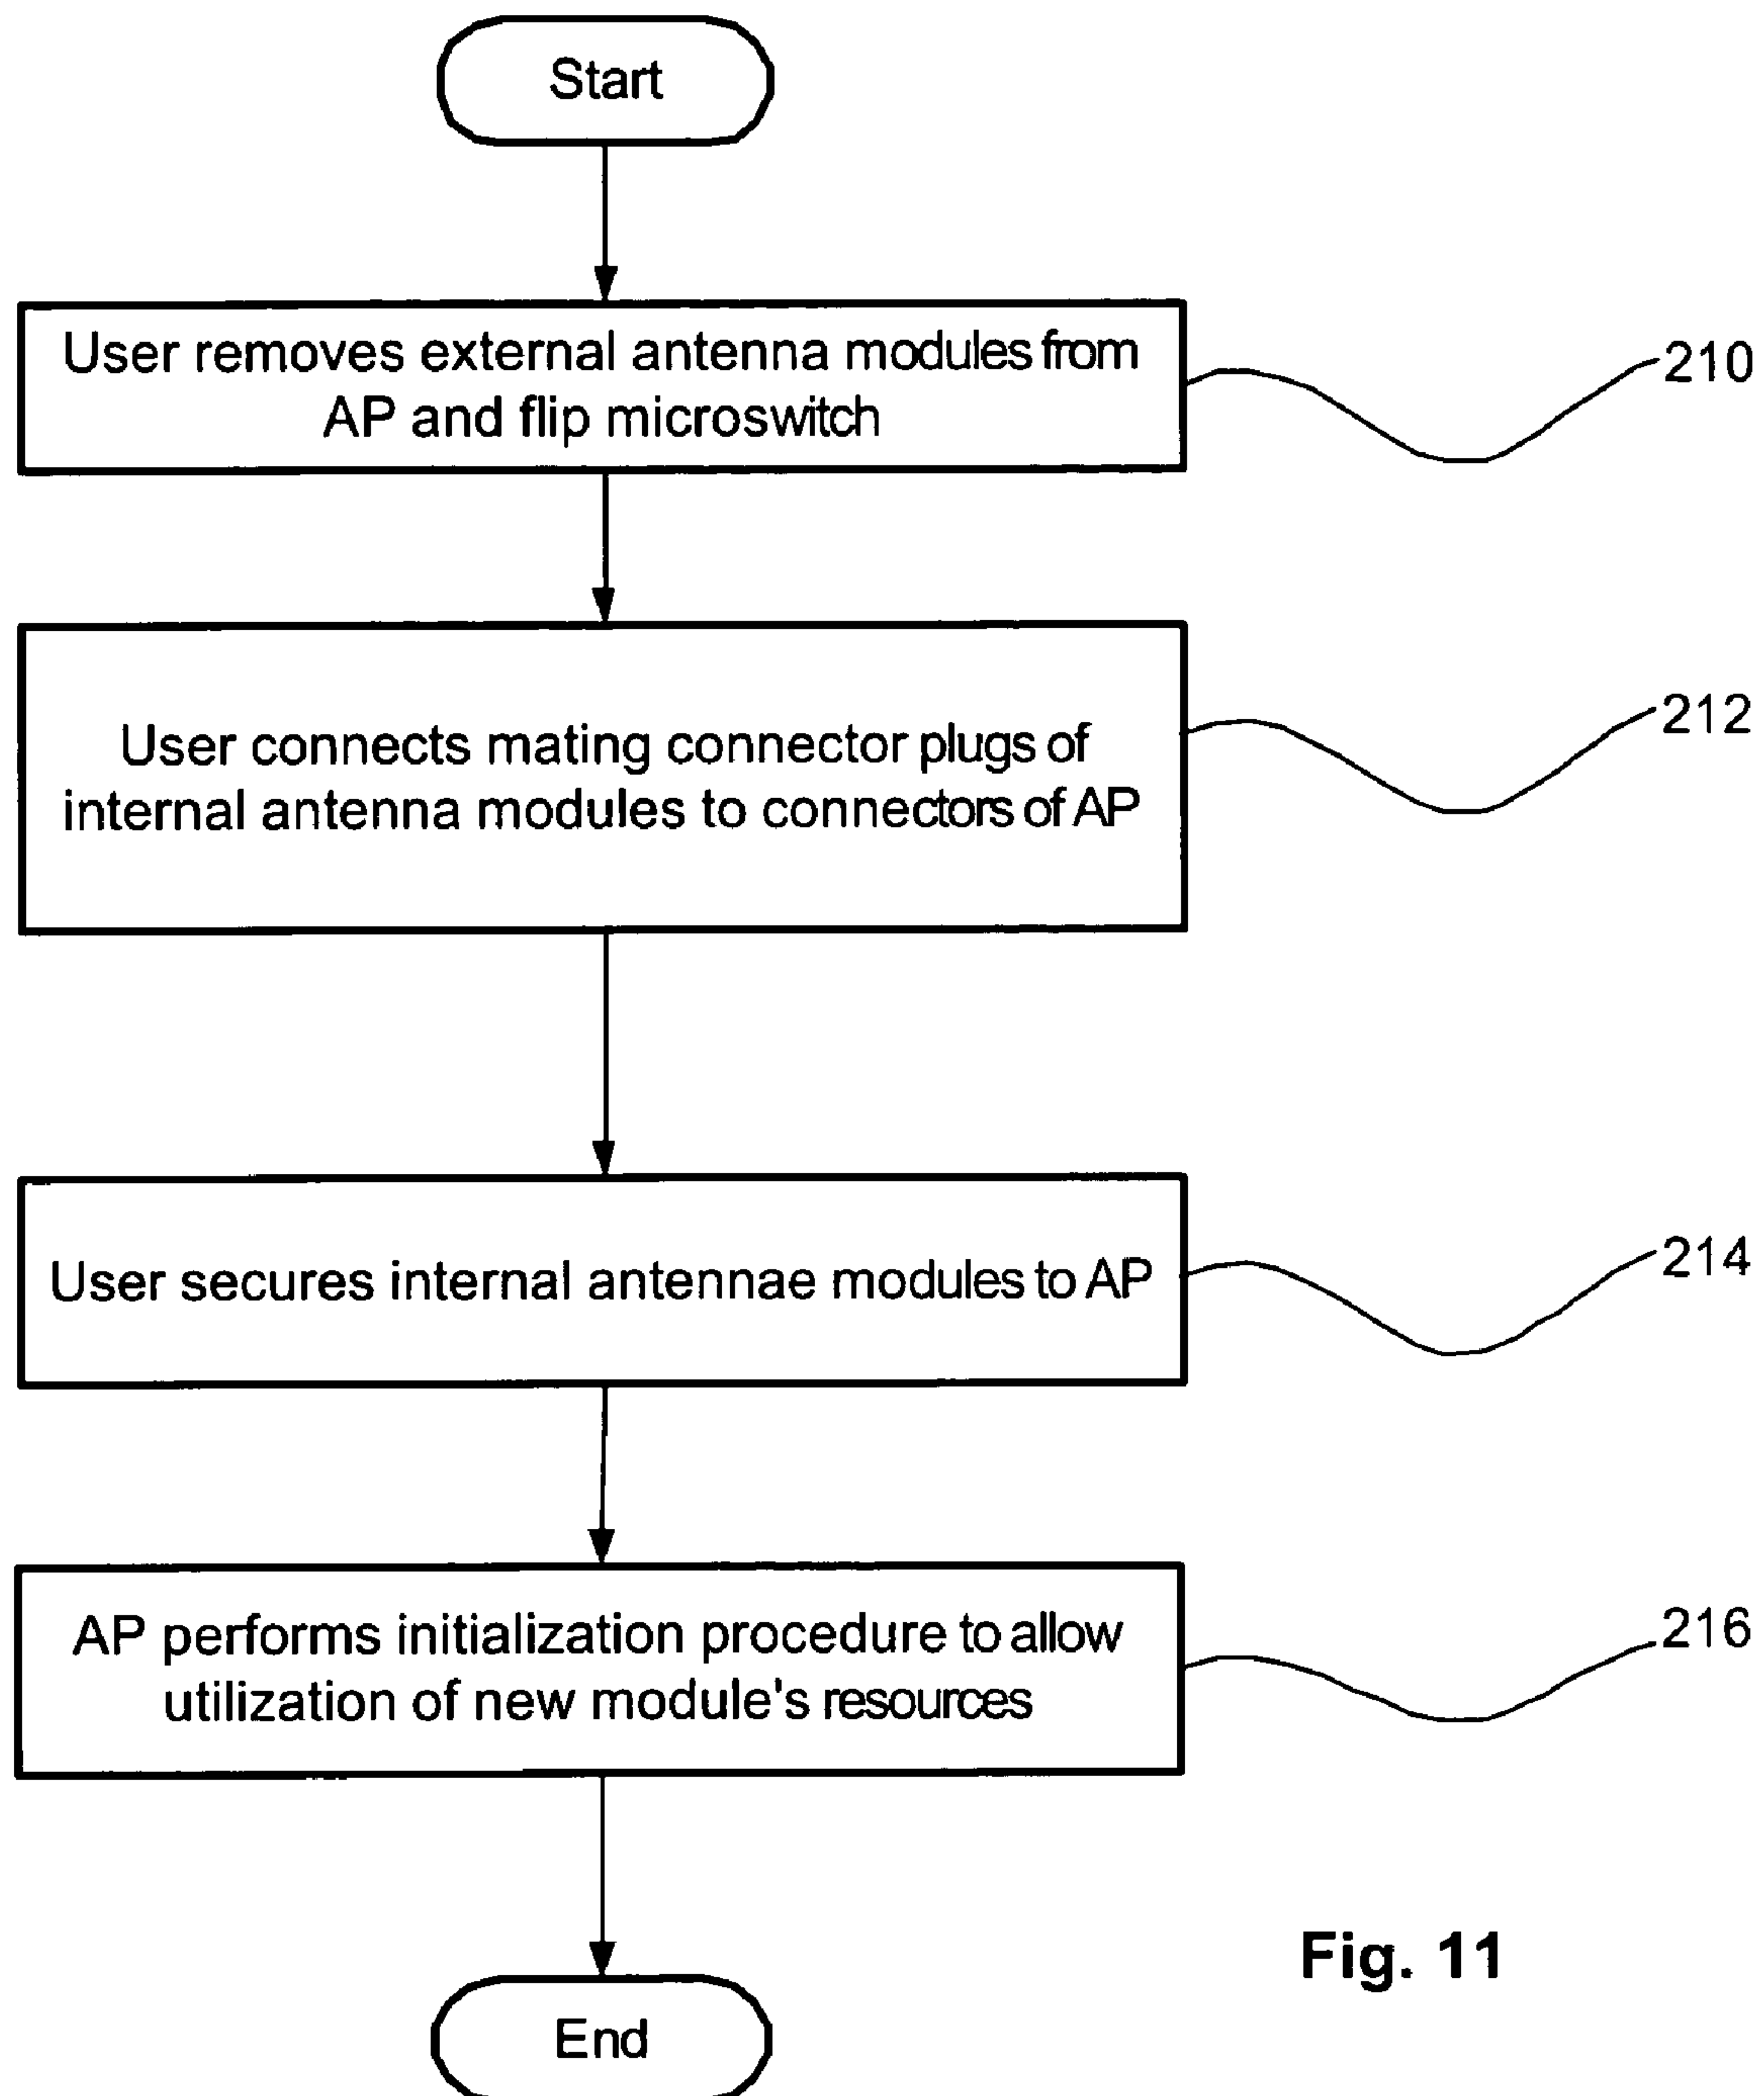 Start
User removes external antenna modules from
AP and flip microswitch
210
User connects mating connector plugs of
internal antenna modules to connectors of AP
212
User secures internal antennae modules to AP
214
AP performs initialization procedure to allow
utilization of new module's resources
216
Fig. 11
End